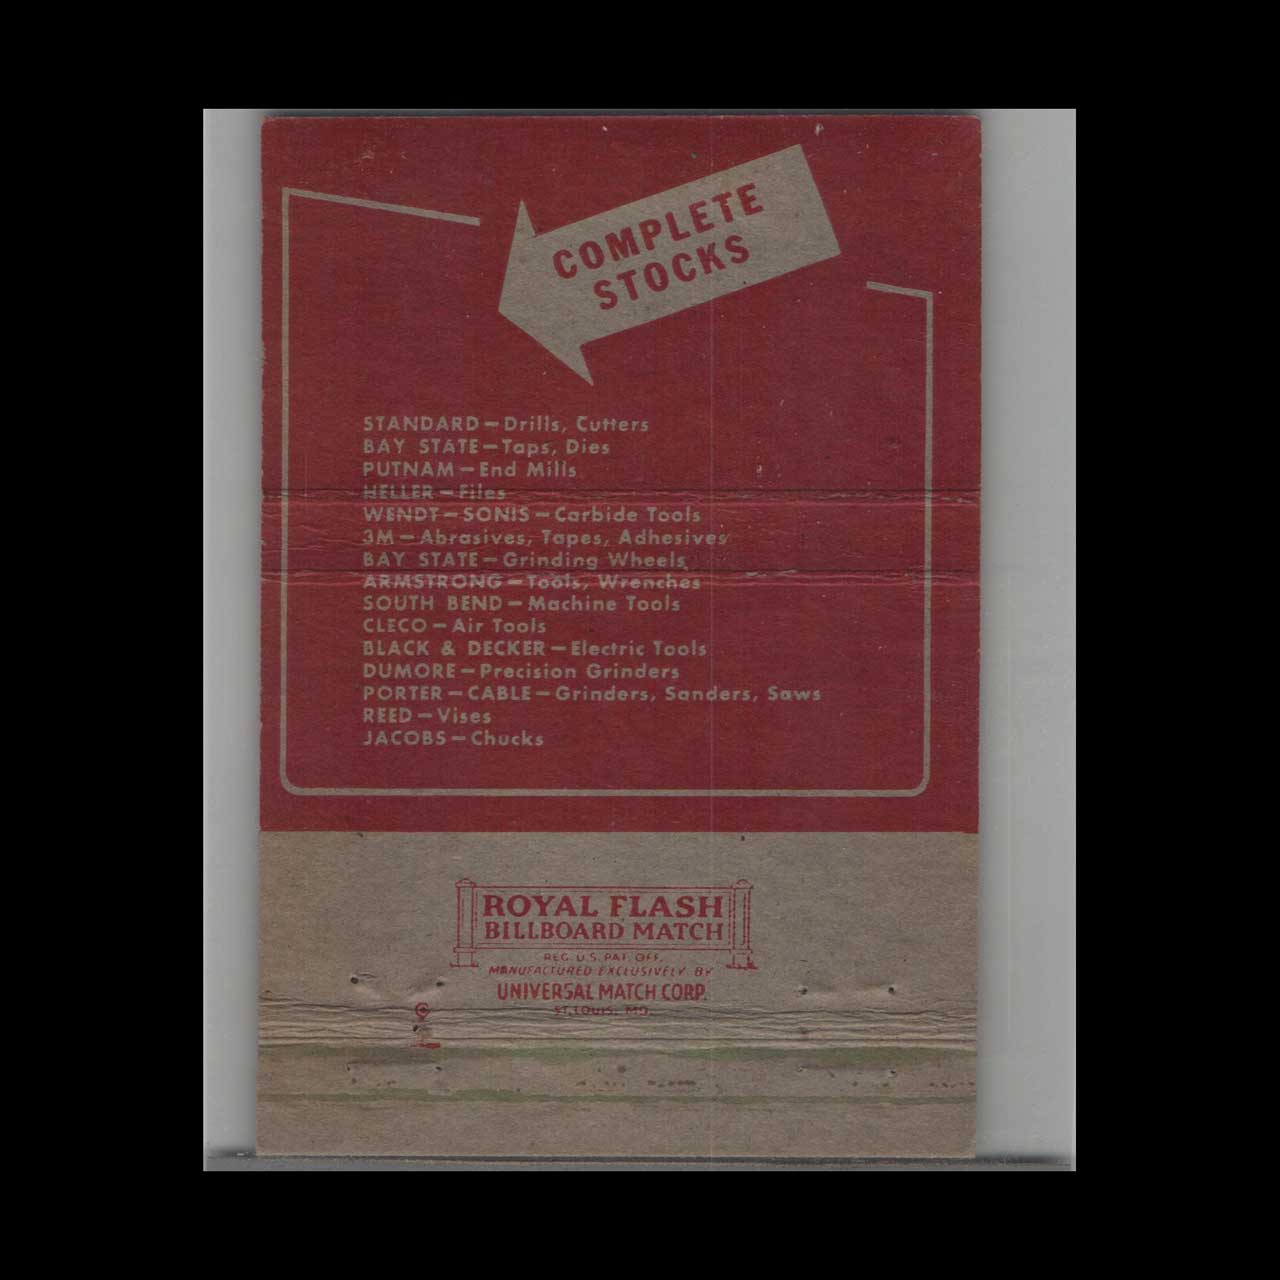 COMPLETE
STOCKS
STANDARD—Drills, Cutters
BAY STATE—Taps, Dies
PUTNAM—End Mills
HELLER—Files
WENDT—SONIS—Carbide Tools
3M—Abrasives, Tapes, Adhesives
BAY STATE—Grinding Wheels
ARMSTRONG—Tools, Wrenches
SOUTH BEND—Machine Tools
CLECO—Air Tools
BLACK & DECKER—Electric Tools
DUMORE—Precision Grinders
PORTER—CABLE—Grinders, Sanders, Saws
REED—Vises
JACOBS—Chucks
ROYAL FLASH
BILLBOARD MATCH
REG. U.S. PAT. OFF.
MANUFACTURED EXCLUSIVELY BY
UNIVERSAL MATCH CORP.
ST. LOUIS, MO.